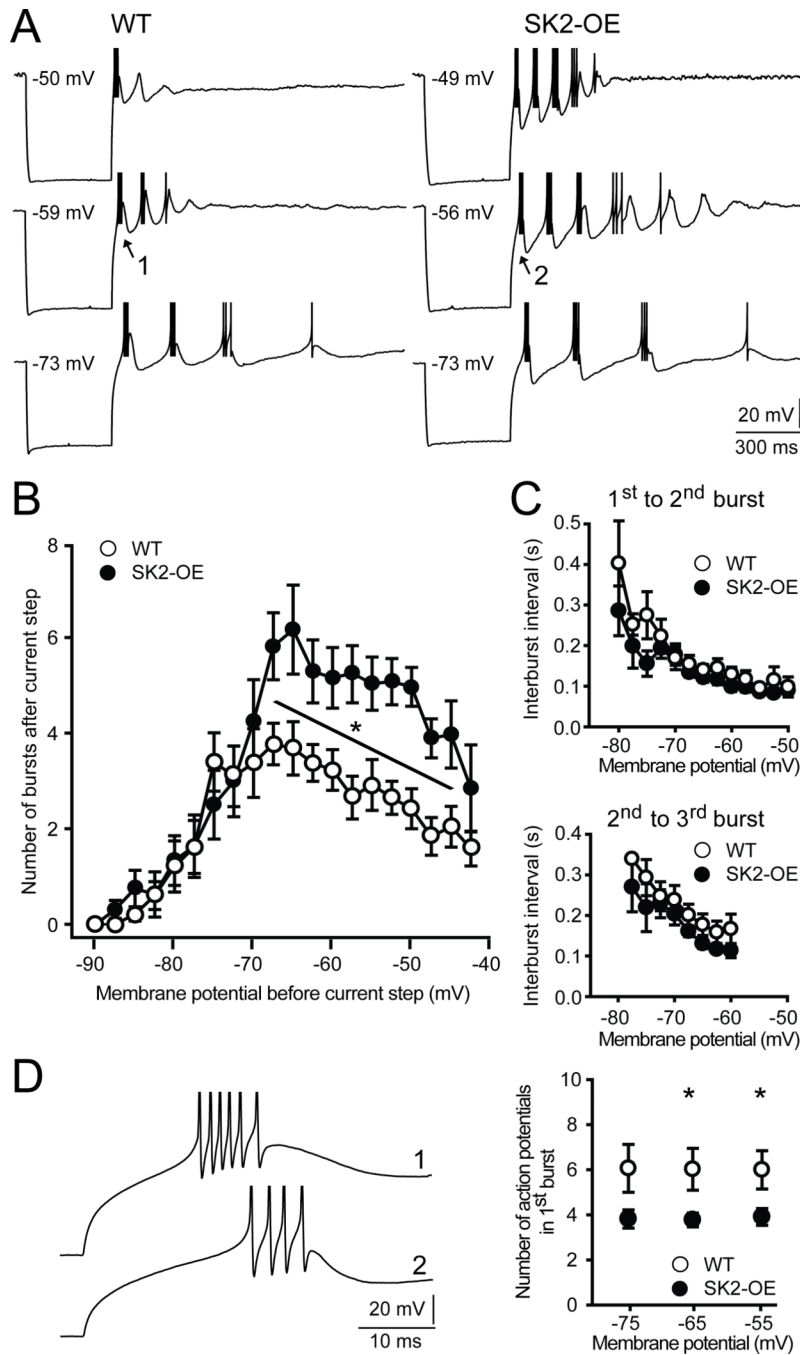 A
WT
SK2-OE
-50 mV
-49 mV
-59 mV
-56 mV
1
2
-73 mV
-73 mV
20 mV
300 ms
B
WT
SK2-OE
Number of bursts after current step
8
6
4
2
0
*
-90
-80
-70
-60
-50
-40
Membrane potential before current step (mV)
C
1st to 2nd burst
Interburst interval (s)
0.5
0.4
0.3
0.2
0.1
0.0
WT
SK2-OE
-80
-70
-60
-50
Membrane potential (mV)
2nd to 3rd burst
Interburst interval (s)
0.4
0.3
0.2
0.1
0.0
WT
SK2-OE
-80
-70
-60
-50
Membrane potential (mV)
D
1
2
20 mV
10 ms
Number of action potentials
in 1st burst
10
8
6
4
2
0
*
*
WT
SK2-OE
-75
-65
-55
Membrane potential (mV)